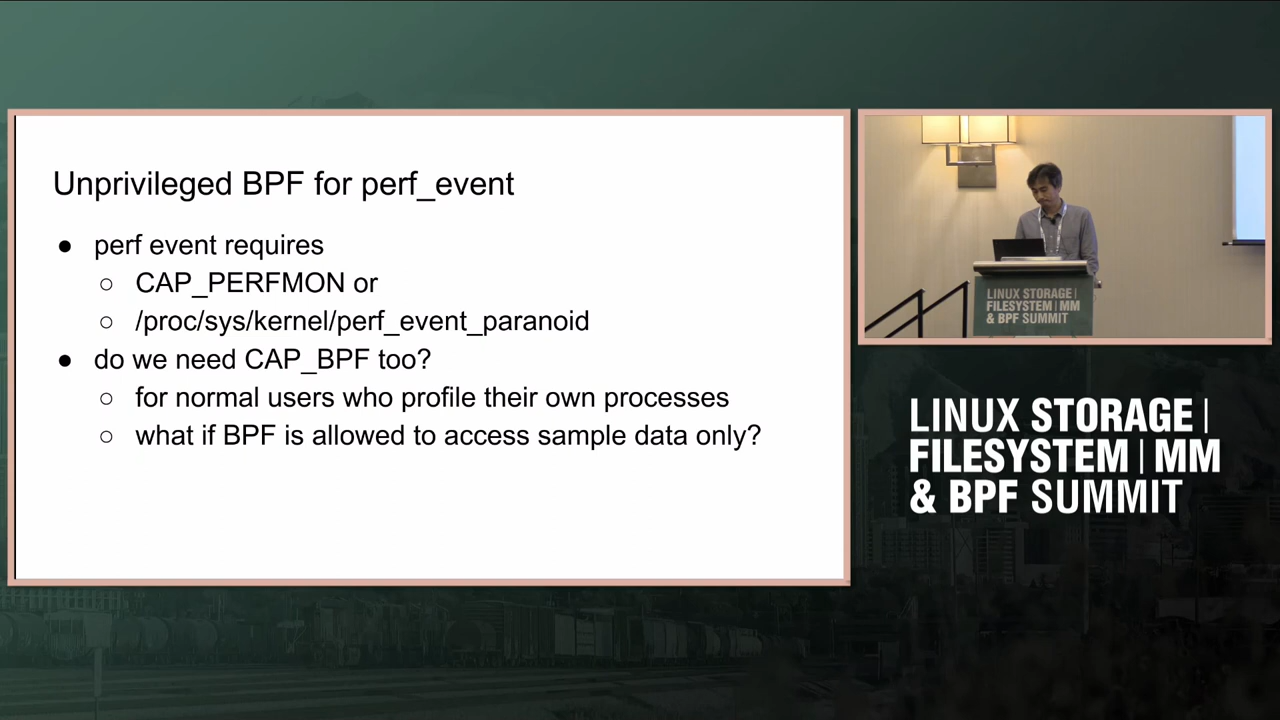 Unprivileged BPF for perf_event
● perf event requires
○ CAP_PERFMON or
○ /proc/sys/kernel/perf_event_paranoid
● do we need CAP_BPF too?
○ for normal users who profile their own processes
○ what if BPF is allowed to access sample data only?
LINUX STORAGE |
FILESYSTEM | MM
& BPF SUMMIT
LINUX STORAGE |
FILESYSTEM | MM
& BPF SUMMIT